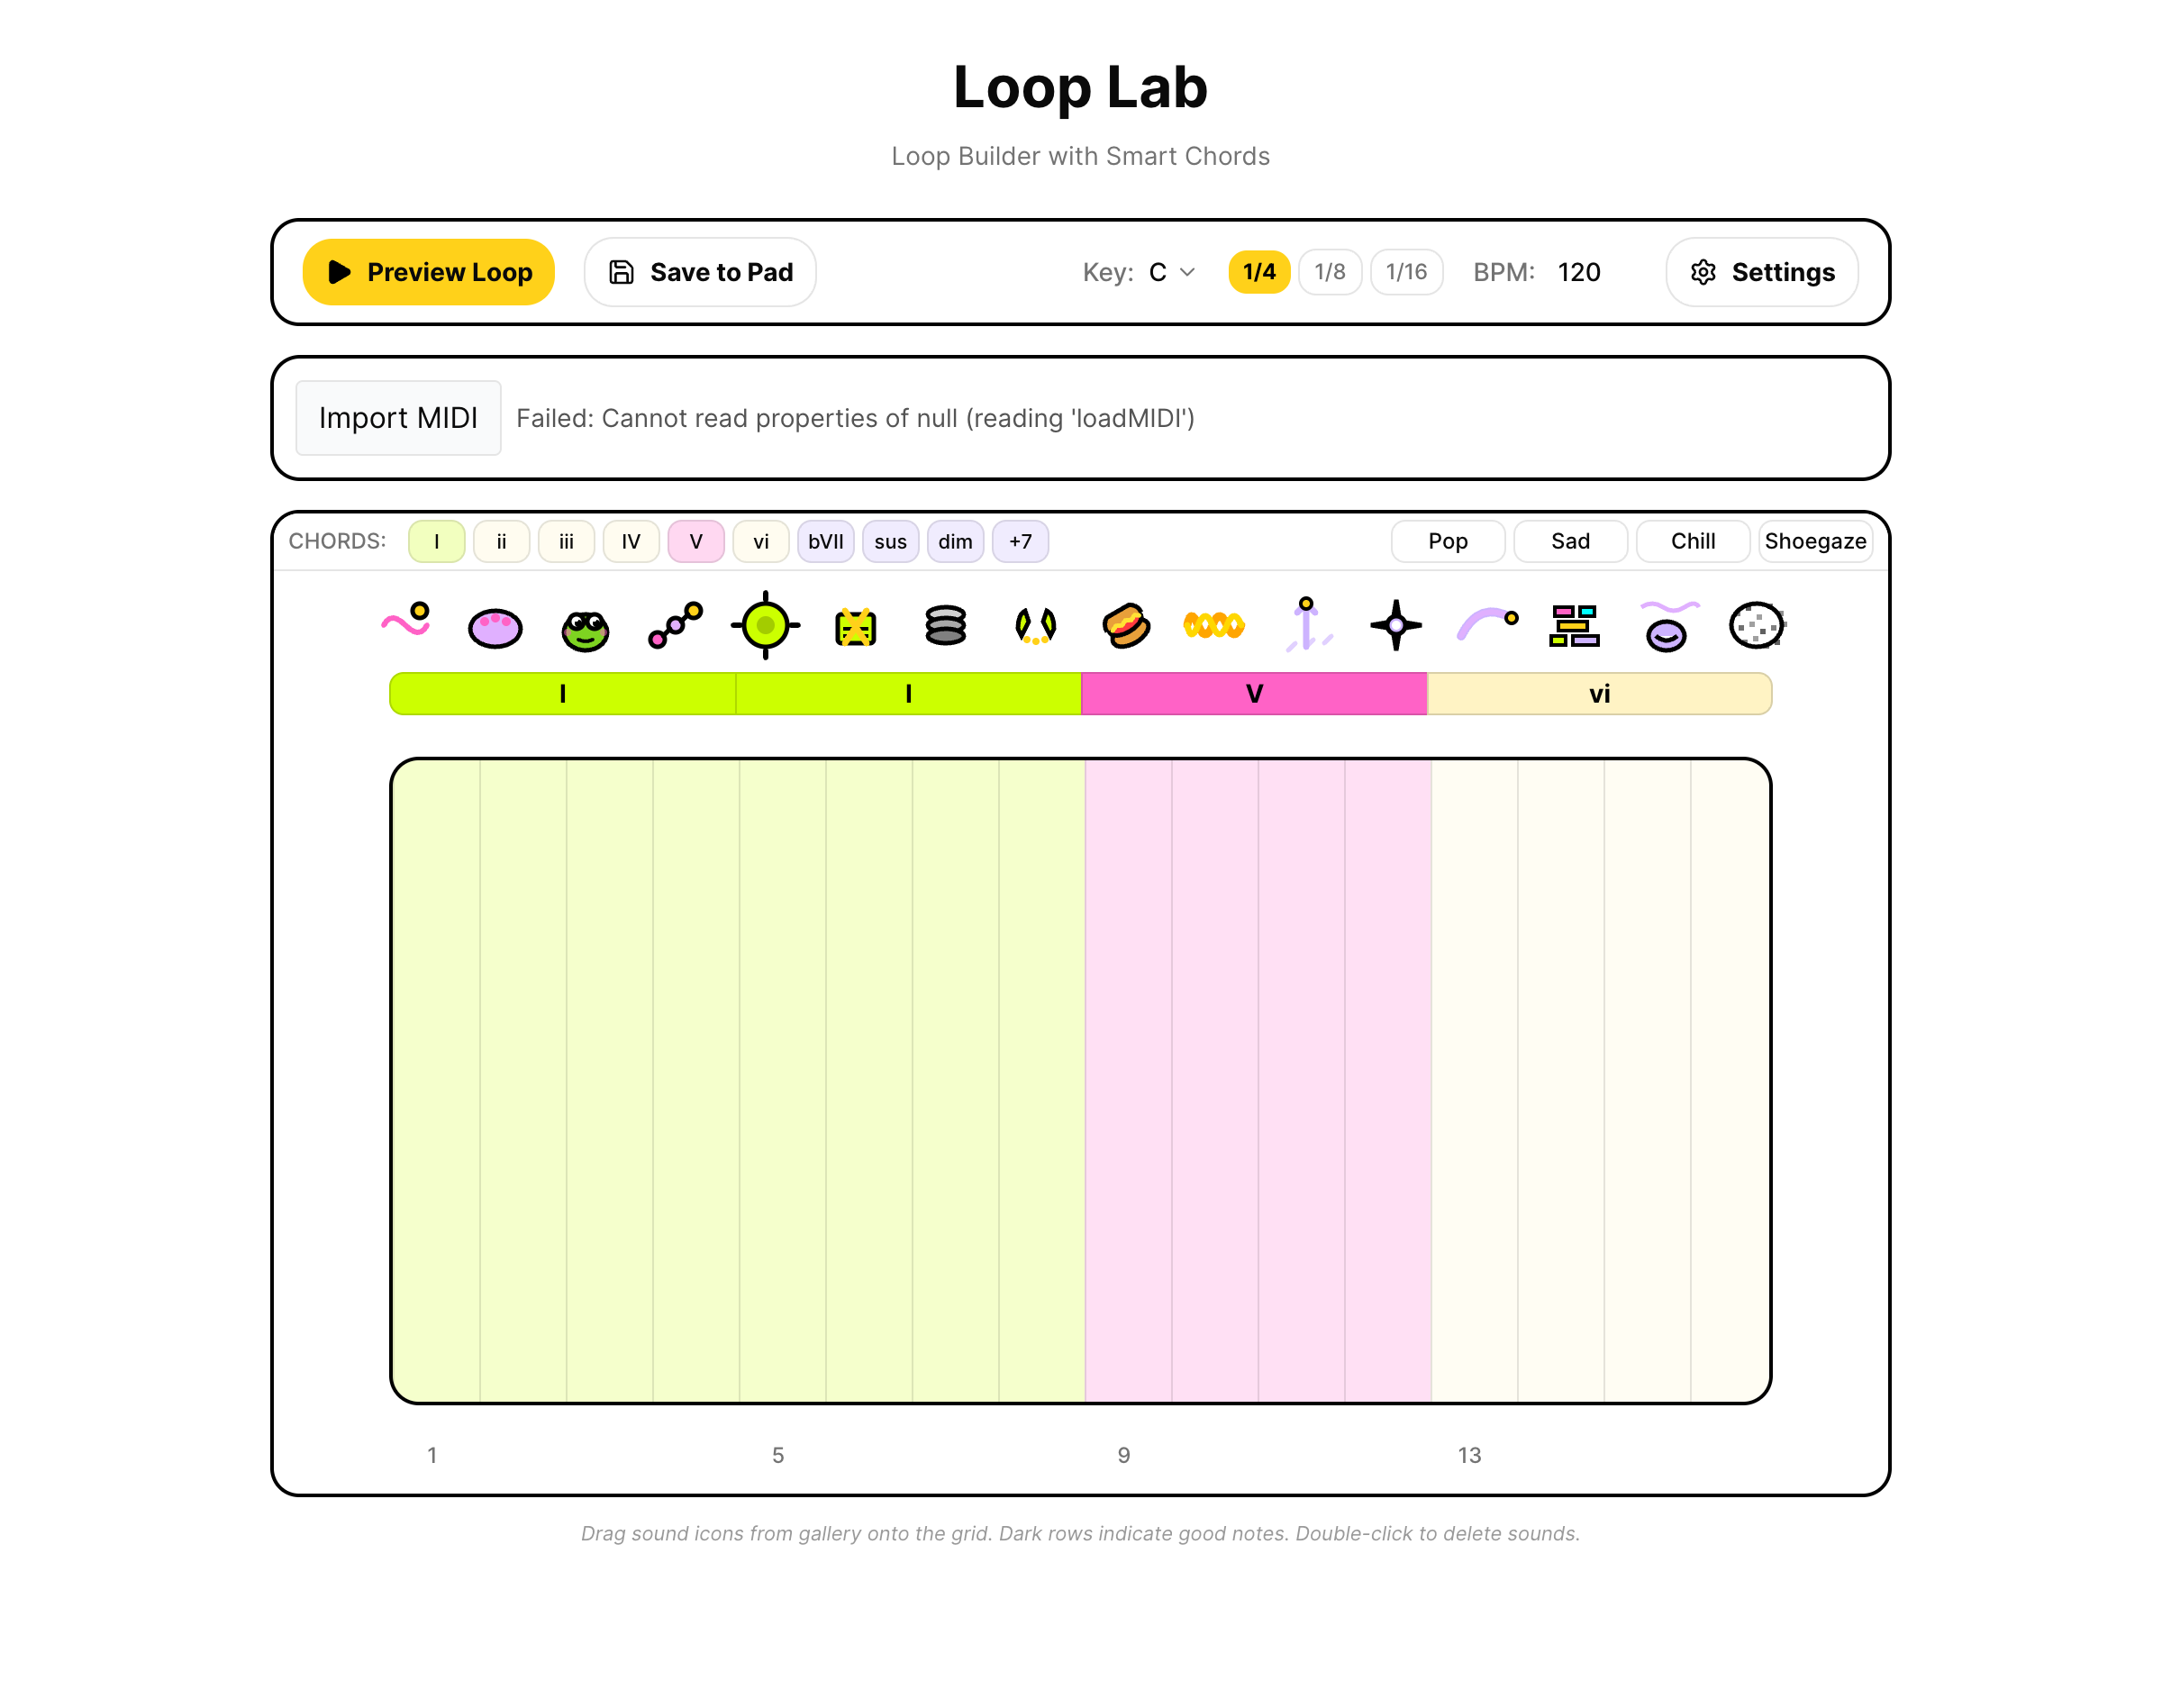 Loop Lab
Loop Builder with Smart Chords
Preview Loop Save to Pad Key: C 1/4 1/8 1/16 BPM: 120 Settings
Import MIDI Failed: Cannot read properties of null (reading 'loadMIDI')
CHORDS: I ii iii IV V vi bVII sus dim +7 Pop Sad Chill Shoegaze
I I V vi
1 5 9 13
Drag sound icons from gallery onto the grid. Dark rows indicate good notes. Double-click to delete sounds.